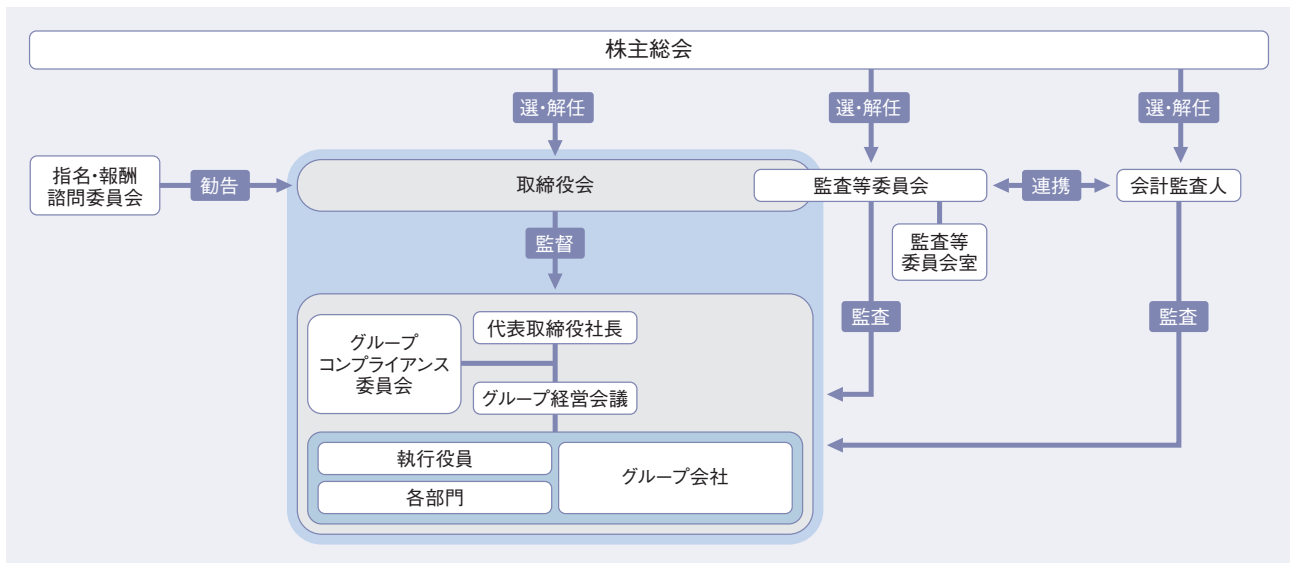 株主総会
選・解任
選・解任
選・解任
指名・報酬
諮問委員会
勧告
取締役会
監査等委員会
連携
会計監査人
監査等
委員会室
監督
監査
監査
グループ
コンプライアンス
委員会
代表取締役社長
グループ経営会議
執行役員
各部門
グループ会社